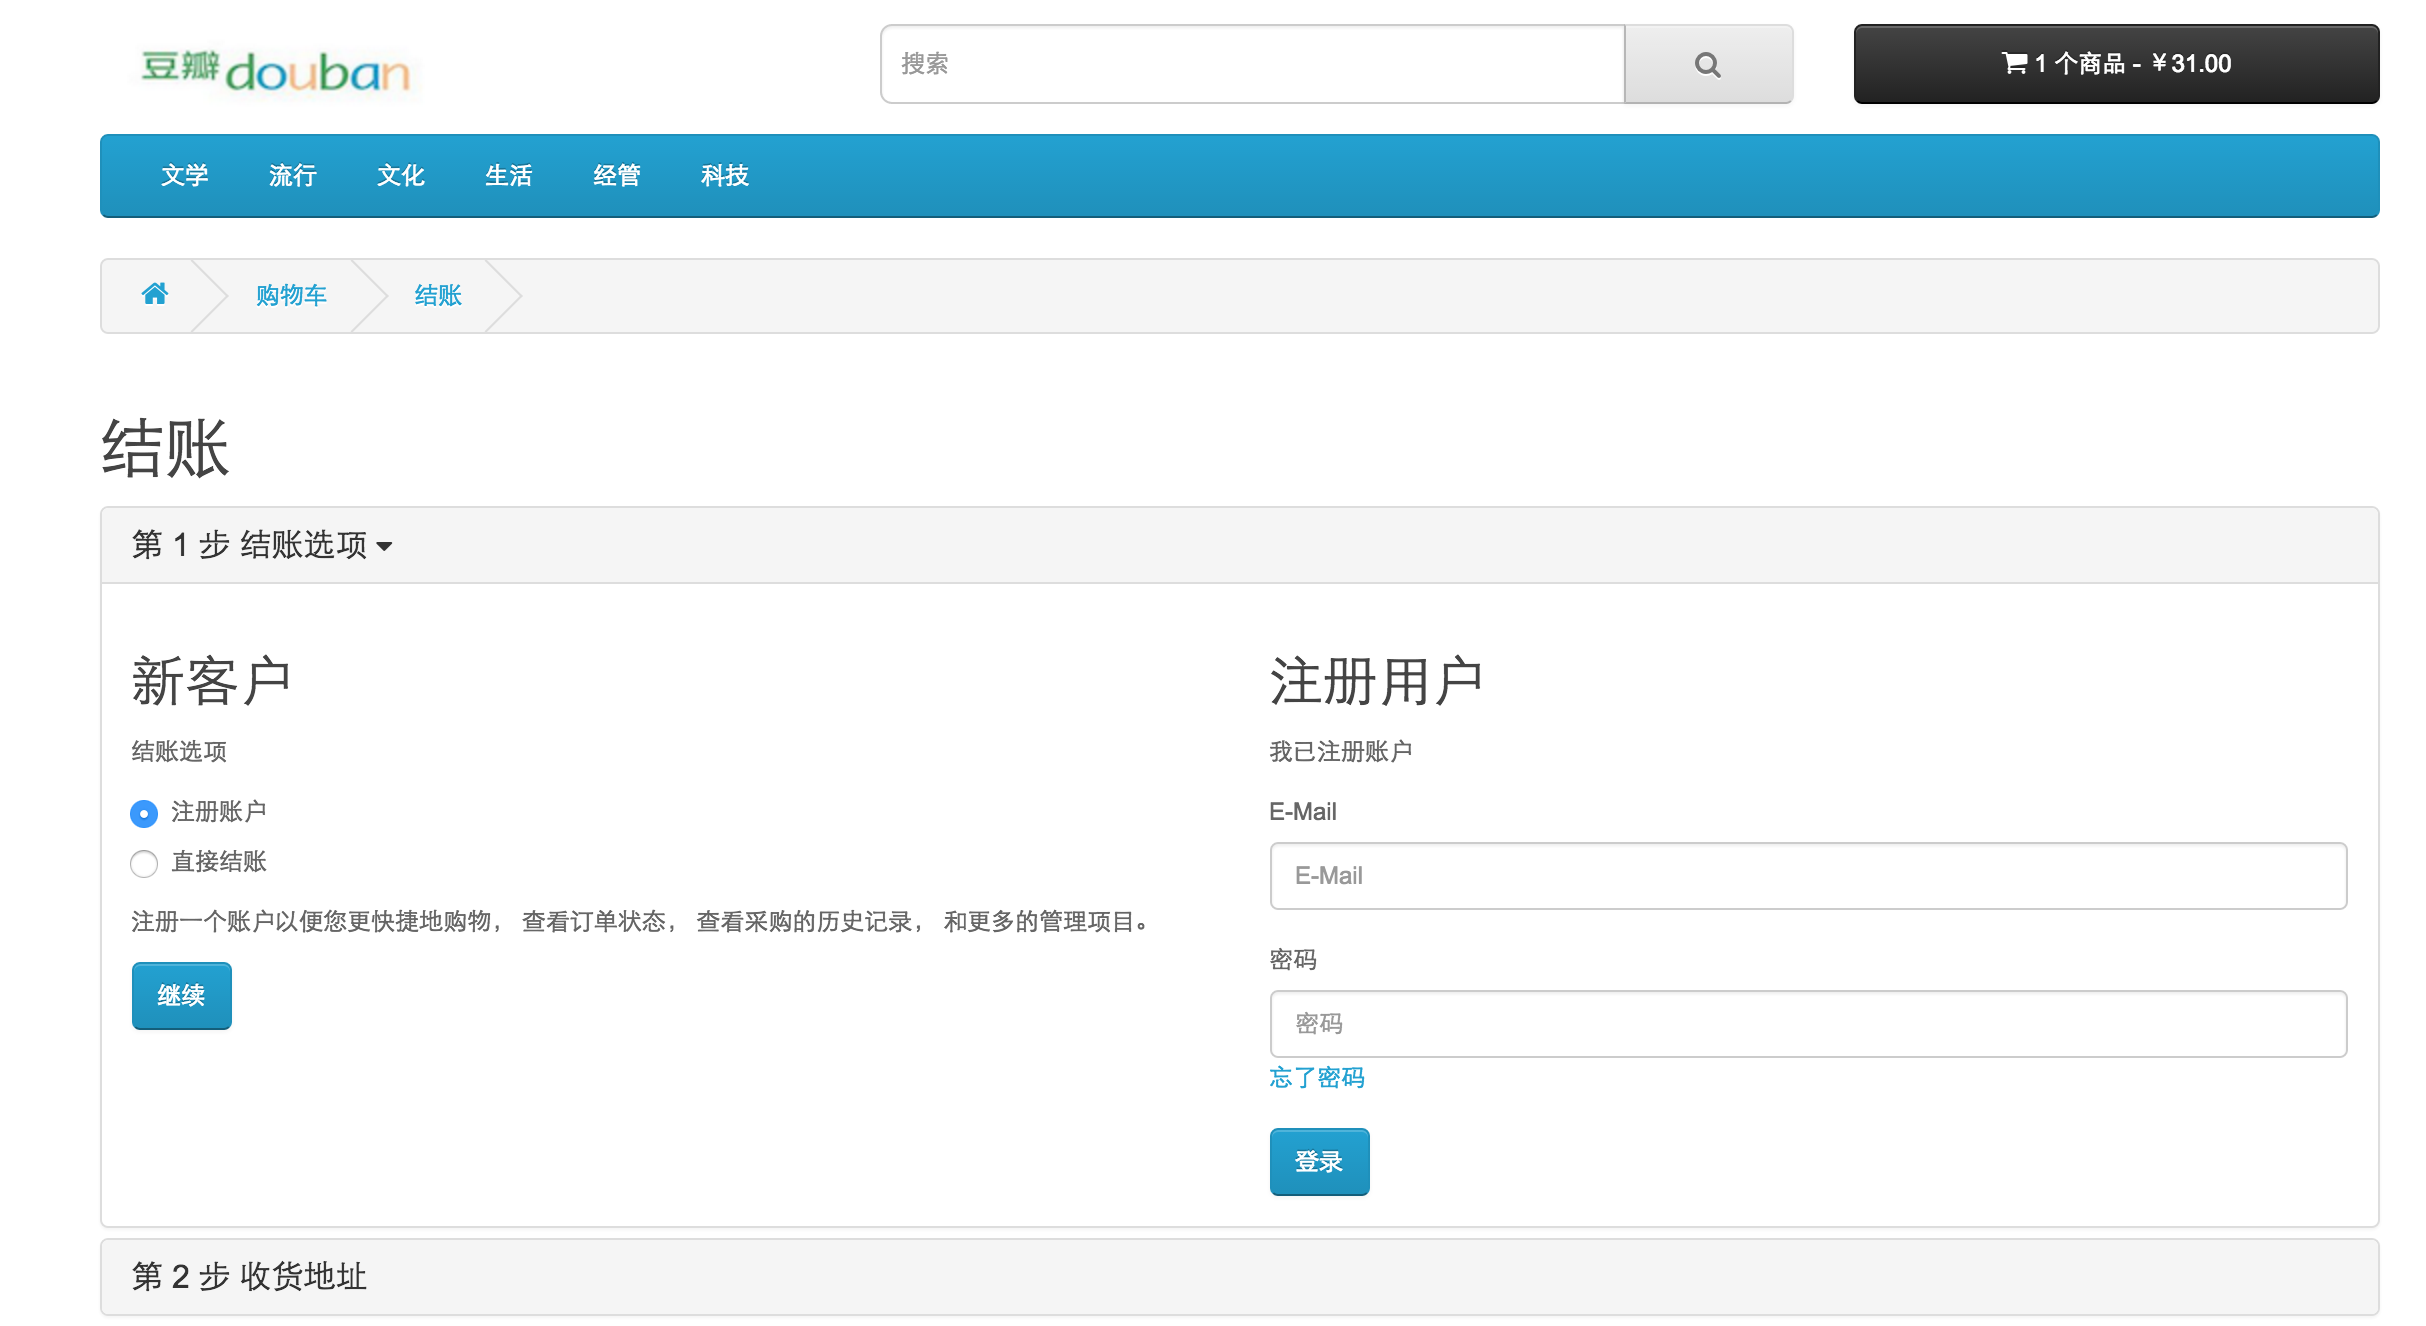 豆瓣douban
搜索
1 个商品 - ￥31.00
文学 流行 文化 生活 经管 科技
购物车 结账
结账
第 1 步 结账选项
新客户
结账选项
注册账户
直接结账
注册一个账户以便您更快捷地购物， 查看订单状态， 查看采购的历史记录， 和更多的管理项目。
继续
注册用户
我已注册账户
E-Mail
E-Mail
密码
密码
忘了密码
登录
第 2 步 收货地址